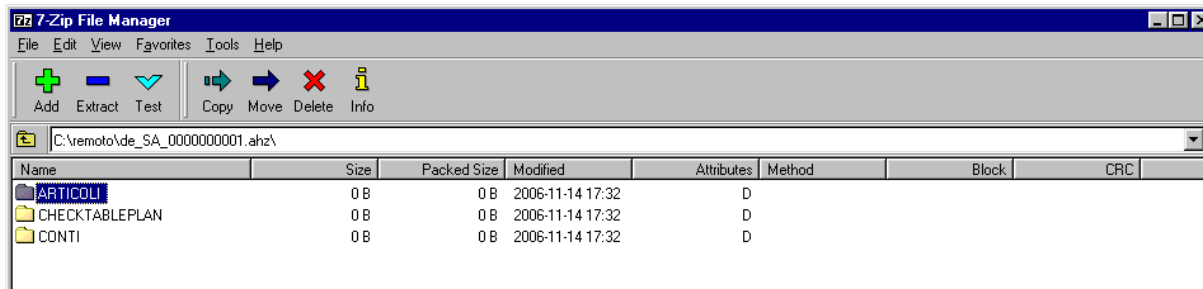 7-Zip File Manager
File Edit View Favorites Tools Help
Add Extract Test Copy Move Delete Info
C:\remoto\de_SA_0000000001.ahz\
Name Size Packed Size Modified Attributes Method Block CRC
ARTICOLI 0 B 0 B 2006-11-14 17:32 D
CHECKTABLEPLAN 0 B 0 B 2006-11-14 17:32 D
CONTI 0 B 0 B 2006-11-14 17:32 D